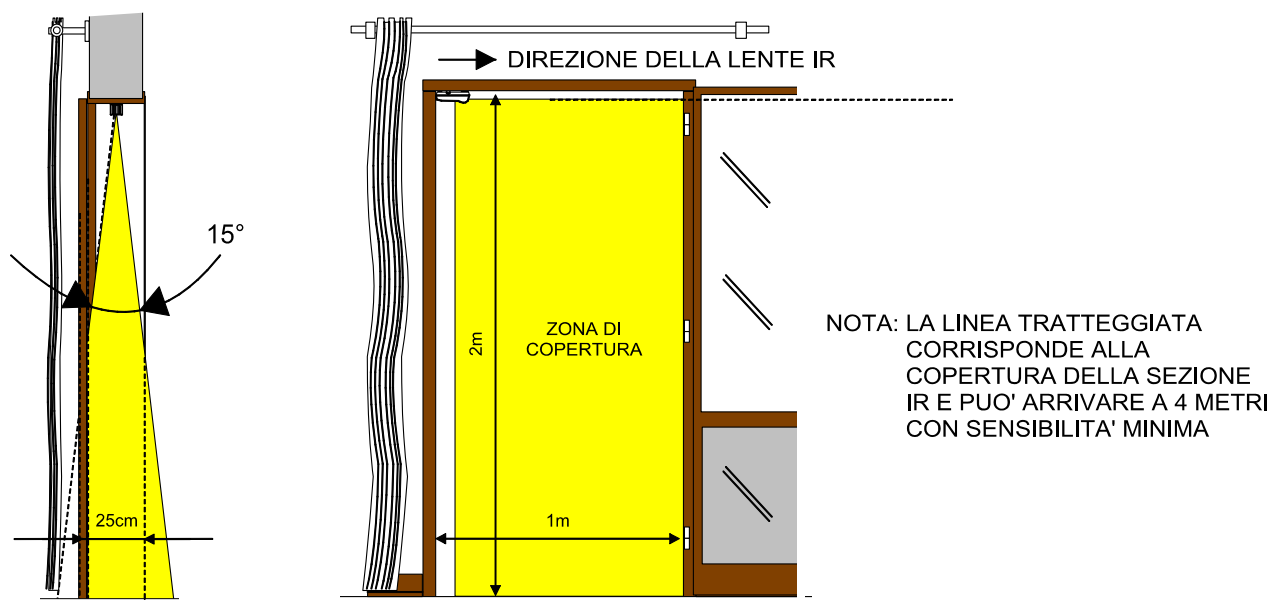 DIREZIONE DELLA LENTE IR
15°
ZONA DI
COPERTURA
2m
NOTA: LA LINEA TRATTEGGIATA
CORRISPONDE ALLA
COPERTURA DELLA SEZIONE
IR E PUO' ARRIVARE A 4 METRI
CON SENSIBILITA' MINIMA
25cm
1m